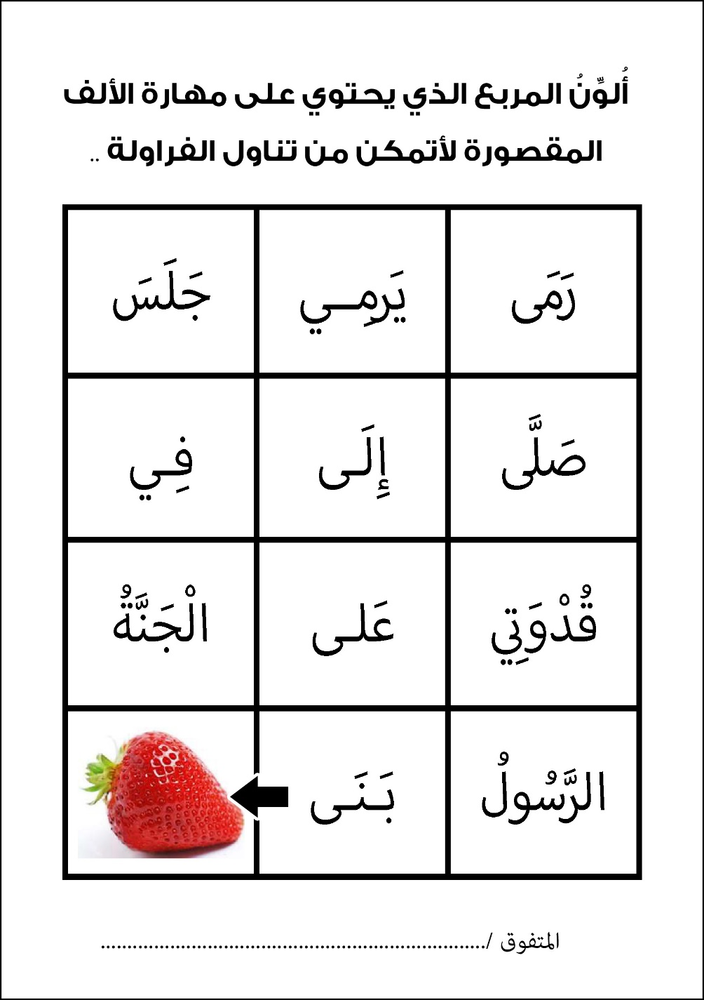 أُلوِّنُ المربع الذي يحتوي على مهارة الألف
المقصورة لأتمكن من تناول الفراولة ..
رَمَى يَرمِـــي جَلَسَ
صَلَّى إِلَـى فِـي
قُدْوَتِي عَلـى الْجَنَّةُ
الرَّسُولُ بَـنَـى
المتفوق /......................................................................